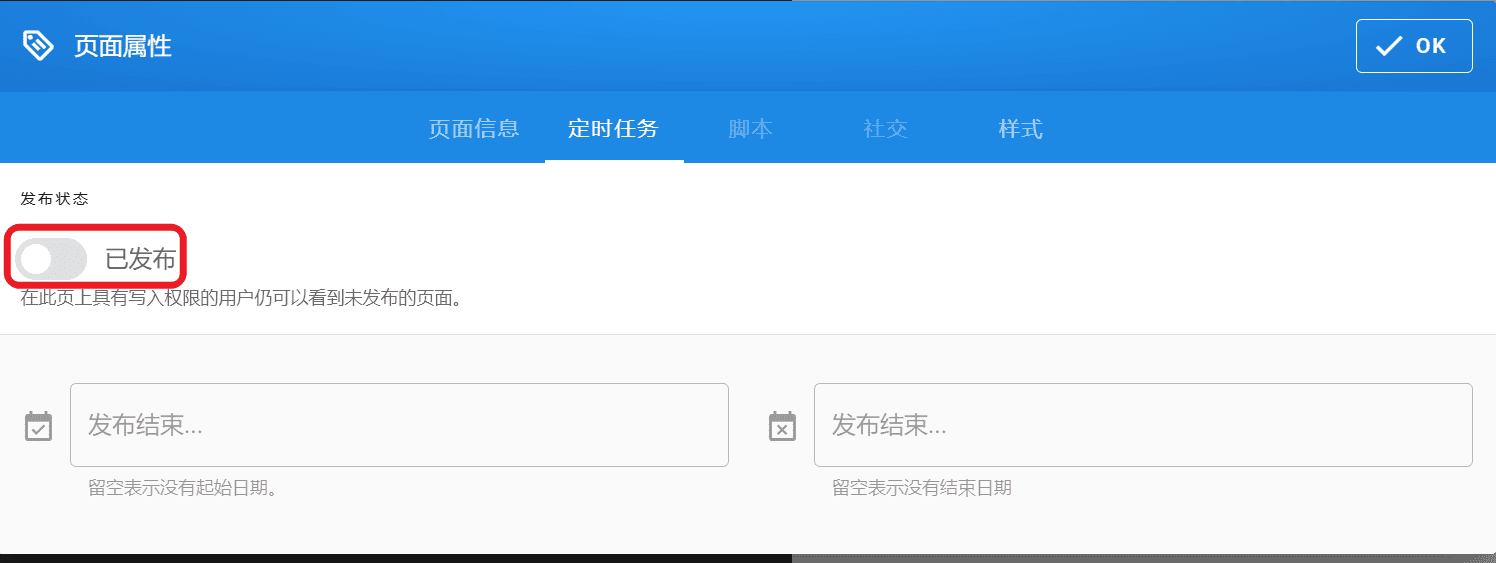 页面属性
OK
页面信息 定时任务 脚本 社交 样式
发布状态
已发布
在此页上具有写入权限的用户仍可以看到未发布的页面。
发布结束... 发布结束...
留空表示没有起始日期。 留空表示没有结束日期